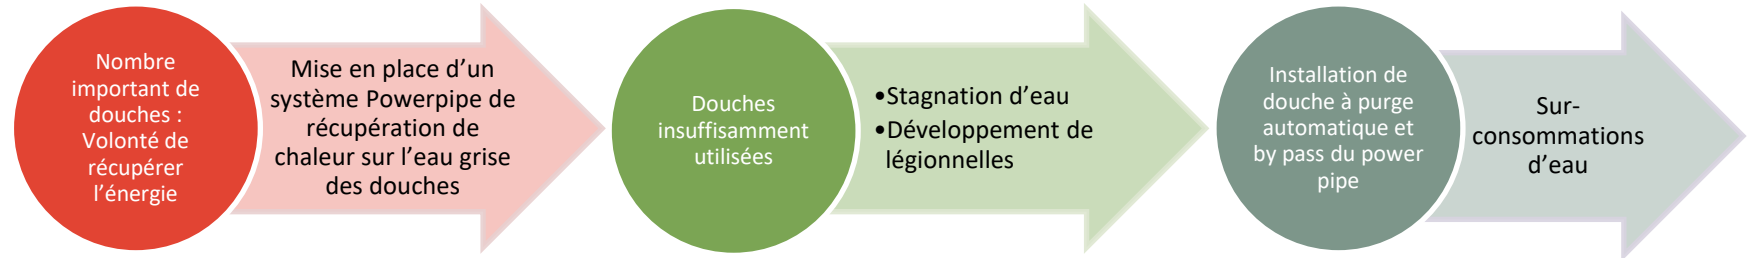 Nombre
important de
douches :
Volonté de
récupérer
l’énergie
Mise en place d’un
système Powerpipe de
récupération de
chaleur sur l’eau grise
des douches
Douches
insuffisamment
utilisées
•Stagnation d’eau
•Développement de
légionnelles
Installation de
douche à purge
automatique et
by pass du power
pipe
Sur-
consommations
d’eau